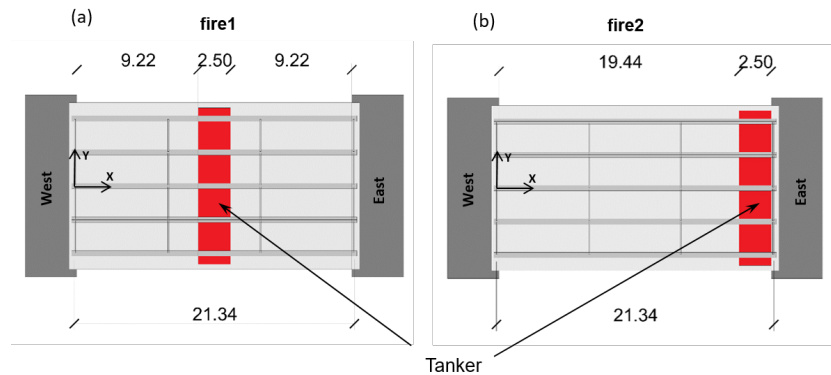 (a)
fire1
9.22 2.50 9.22
West
Y
X
East
21.34
(b)
fire2
19.44 2.50
West
Y
X
East
21.34
Tanker